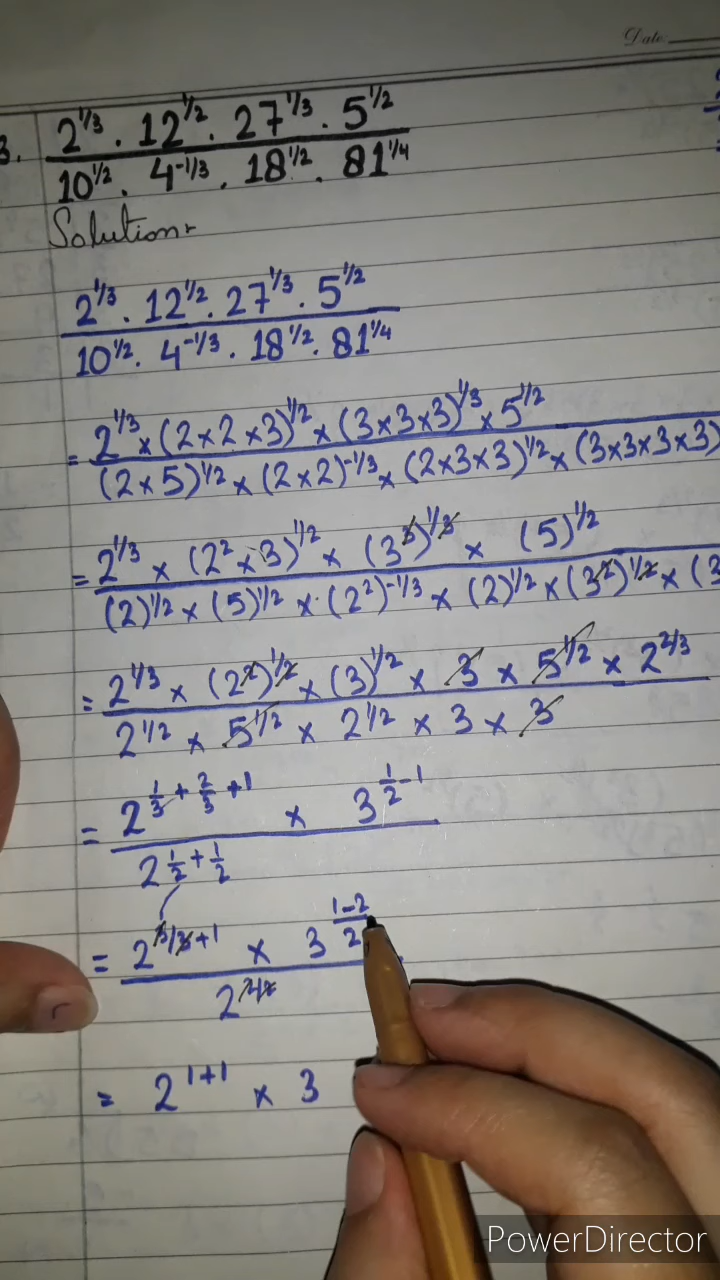 Date
3. 2^{1/3} . 12^{1/2} . 27^{1/3} . 5^{1/2}
10^{1/2} . 4^{-1/3} . 18^{1/2} . 81^{1/4}
Solution:-
2^{1/3} . 12^{1/2} . 27^{1/3} . 5^{1/2}
10^{1/2} . 4^{-1/3} . 18^{1/2} . 81^{1/4}
= 2^{1/3} × (2×2×3)^{1/2} × (3×3×3)^{1/3} × 5^{1/2}
(2×5)^{1/2} × (2×2)^{-1/3} × (2×3×3)^{1/2} × (3×3×3×3)
= 2^{1/3} × (2^2 × 3)^{1/2} × (3^3)^{1/3} × (5)^{1/2}
(2)^{1/2} × (5)^{1/2} × (2^2)^{-1/3} × (2)^{1/2} × (3^2)^{1/2} × (3
= 2^{1/3} × (2^2)^{1/2} × (3)^{1/2} × 3 × 5^{1/2} × 2^{2/3}
2^{1/2} × 5^{1/2} × 2^{1/2} × 3 × 3
= 2^{1/3 + 2/3 + 1} × 3^{1/2 - 1}
2^{1/2 + 1/2}
= 2^{3/3 + 1} × 3^{1-2/2}
2^{2/2}
= 2^{1+1} × 3
PowerDirector